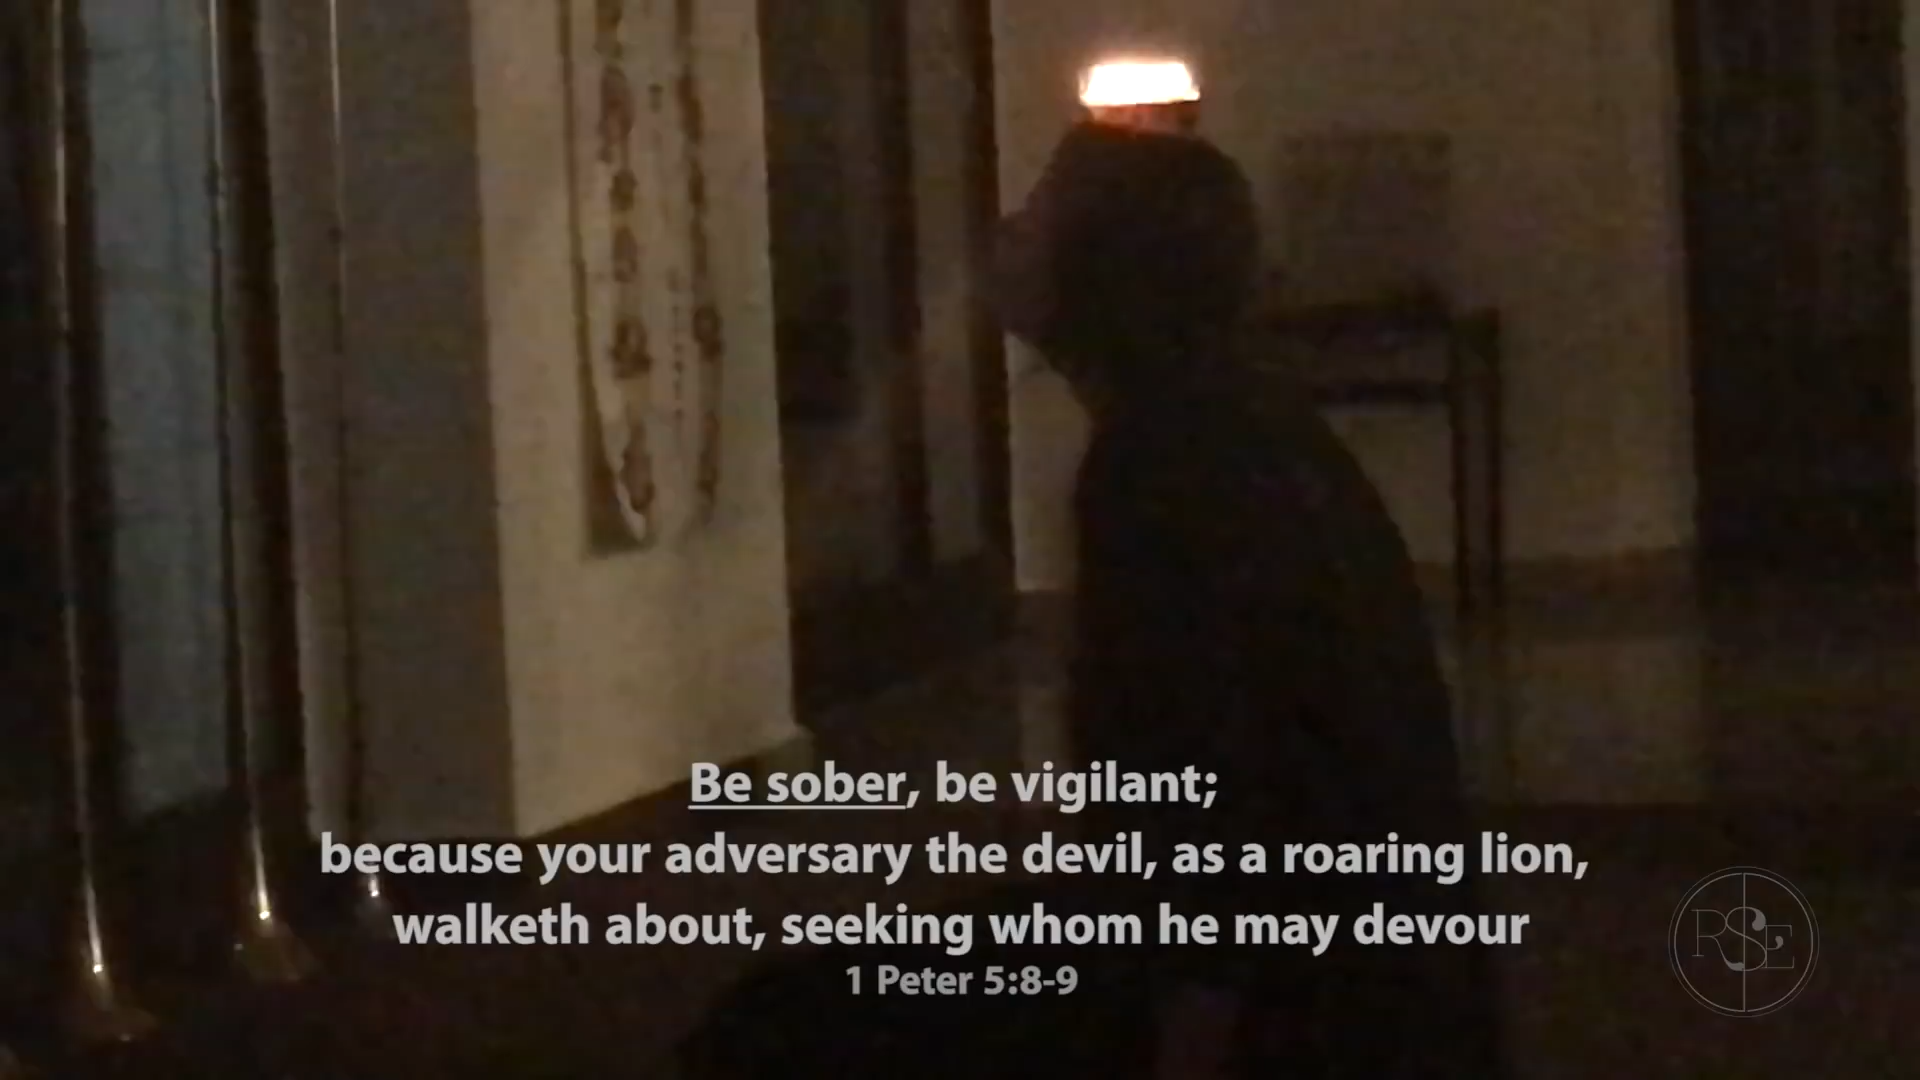 Be sober, be vigilant;
because your adversary the devil, as a roaring lion,
walketh about, seeking whom he may devour
1 Peter 5:8-9
RSE